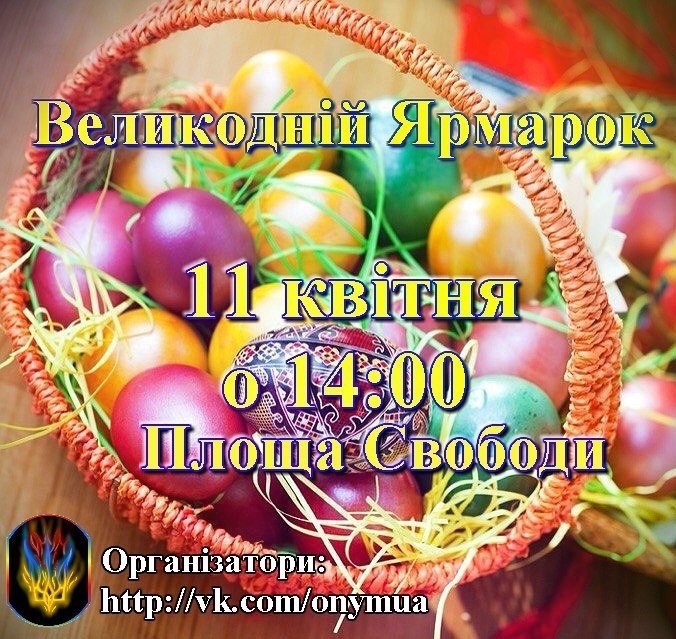 Великодній Ярмарок
11 квітня
о 14:00
Площа Свободи
Організатори:
http://vk.com/onymua